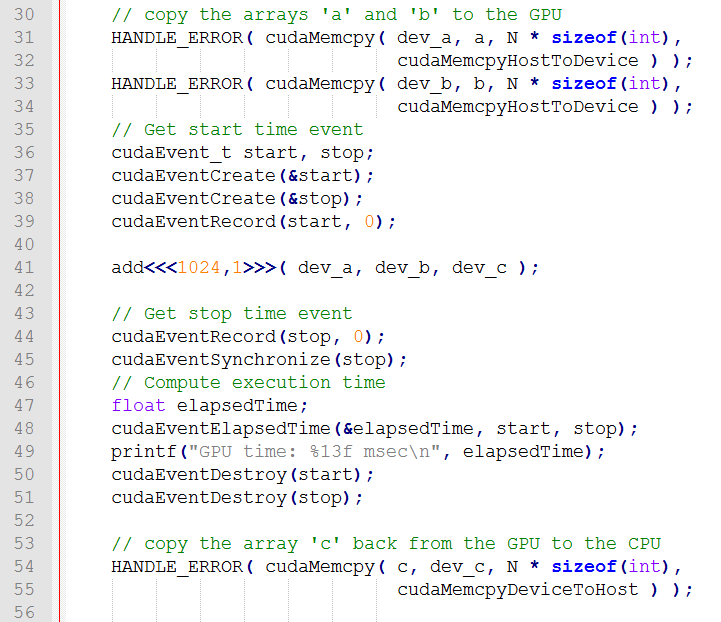 30 // copy the arrays 'a' and 'b' to the GPU
31 HANDLE_ERROR( cudaMemcpy( dev_a, a, N * sizeof(int),
32 cudaMemcpyHostToDevice ) );
33 HANDLE_ERROR( cudaMemcpy( dev_b, b, N * sizeof(int),
34 cudaMemcpyHostToDevice ) );
35 // Get start time event
36 cudaEvent_t start, stop;
37 cudaEventCreate(&start);
38 cudaEventCreate(&stop);
39 cudaEventRecord(start, 0);
40
41 add<<<1024,1>>>( dev_a, dev_b, dev_c );
42
43 // Get stop time event
44 cudaEventRecord(stop, 0);
45 cudaEventSynchronize(stop);
46 // Compute execution time
47 float elapsedTime;
48 cudaEventElapsedTime(&elapsedTime, start, stop);
49 printf("GPU time: %13f msec\n", elapsedTime);
50 cudaEventDestroy(start);
51 cudaEventDestroy(stop);
52
53 // copy the array 'c' back from the GPU to the CPU
54 HANDLE_ERROR( cudaMemcpy( c, dev_c, N * sizeof(int),
55 cudaMemcpyDeviceToHost ) );
56